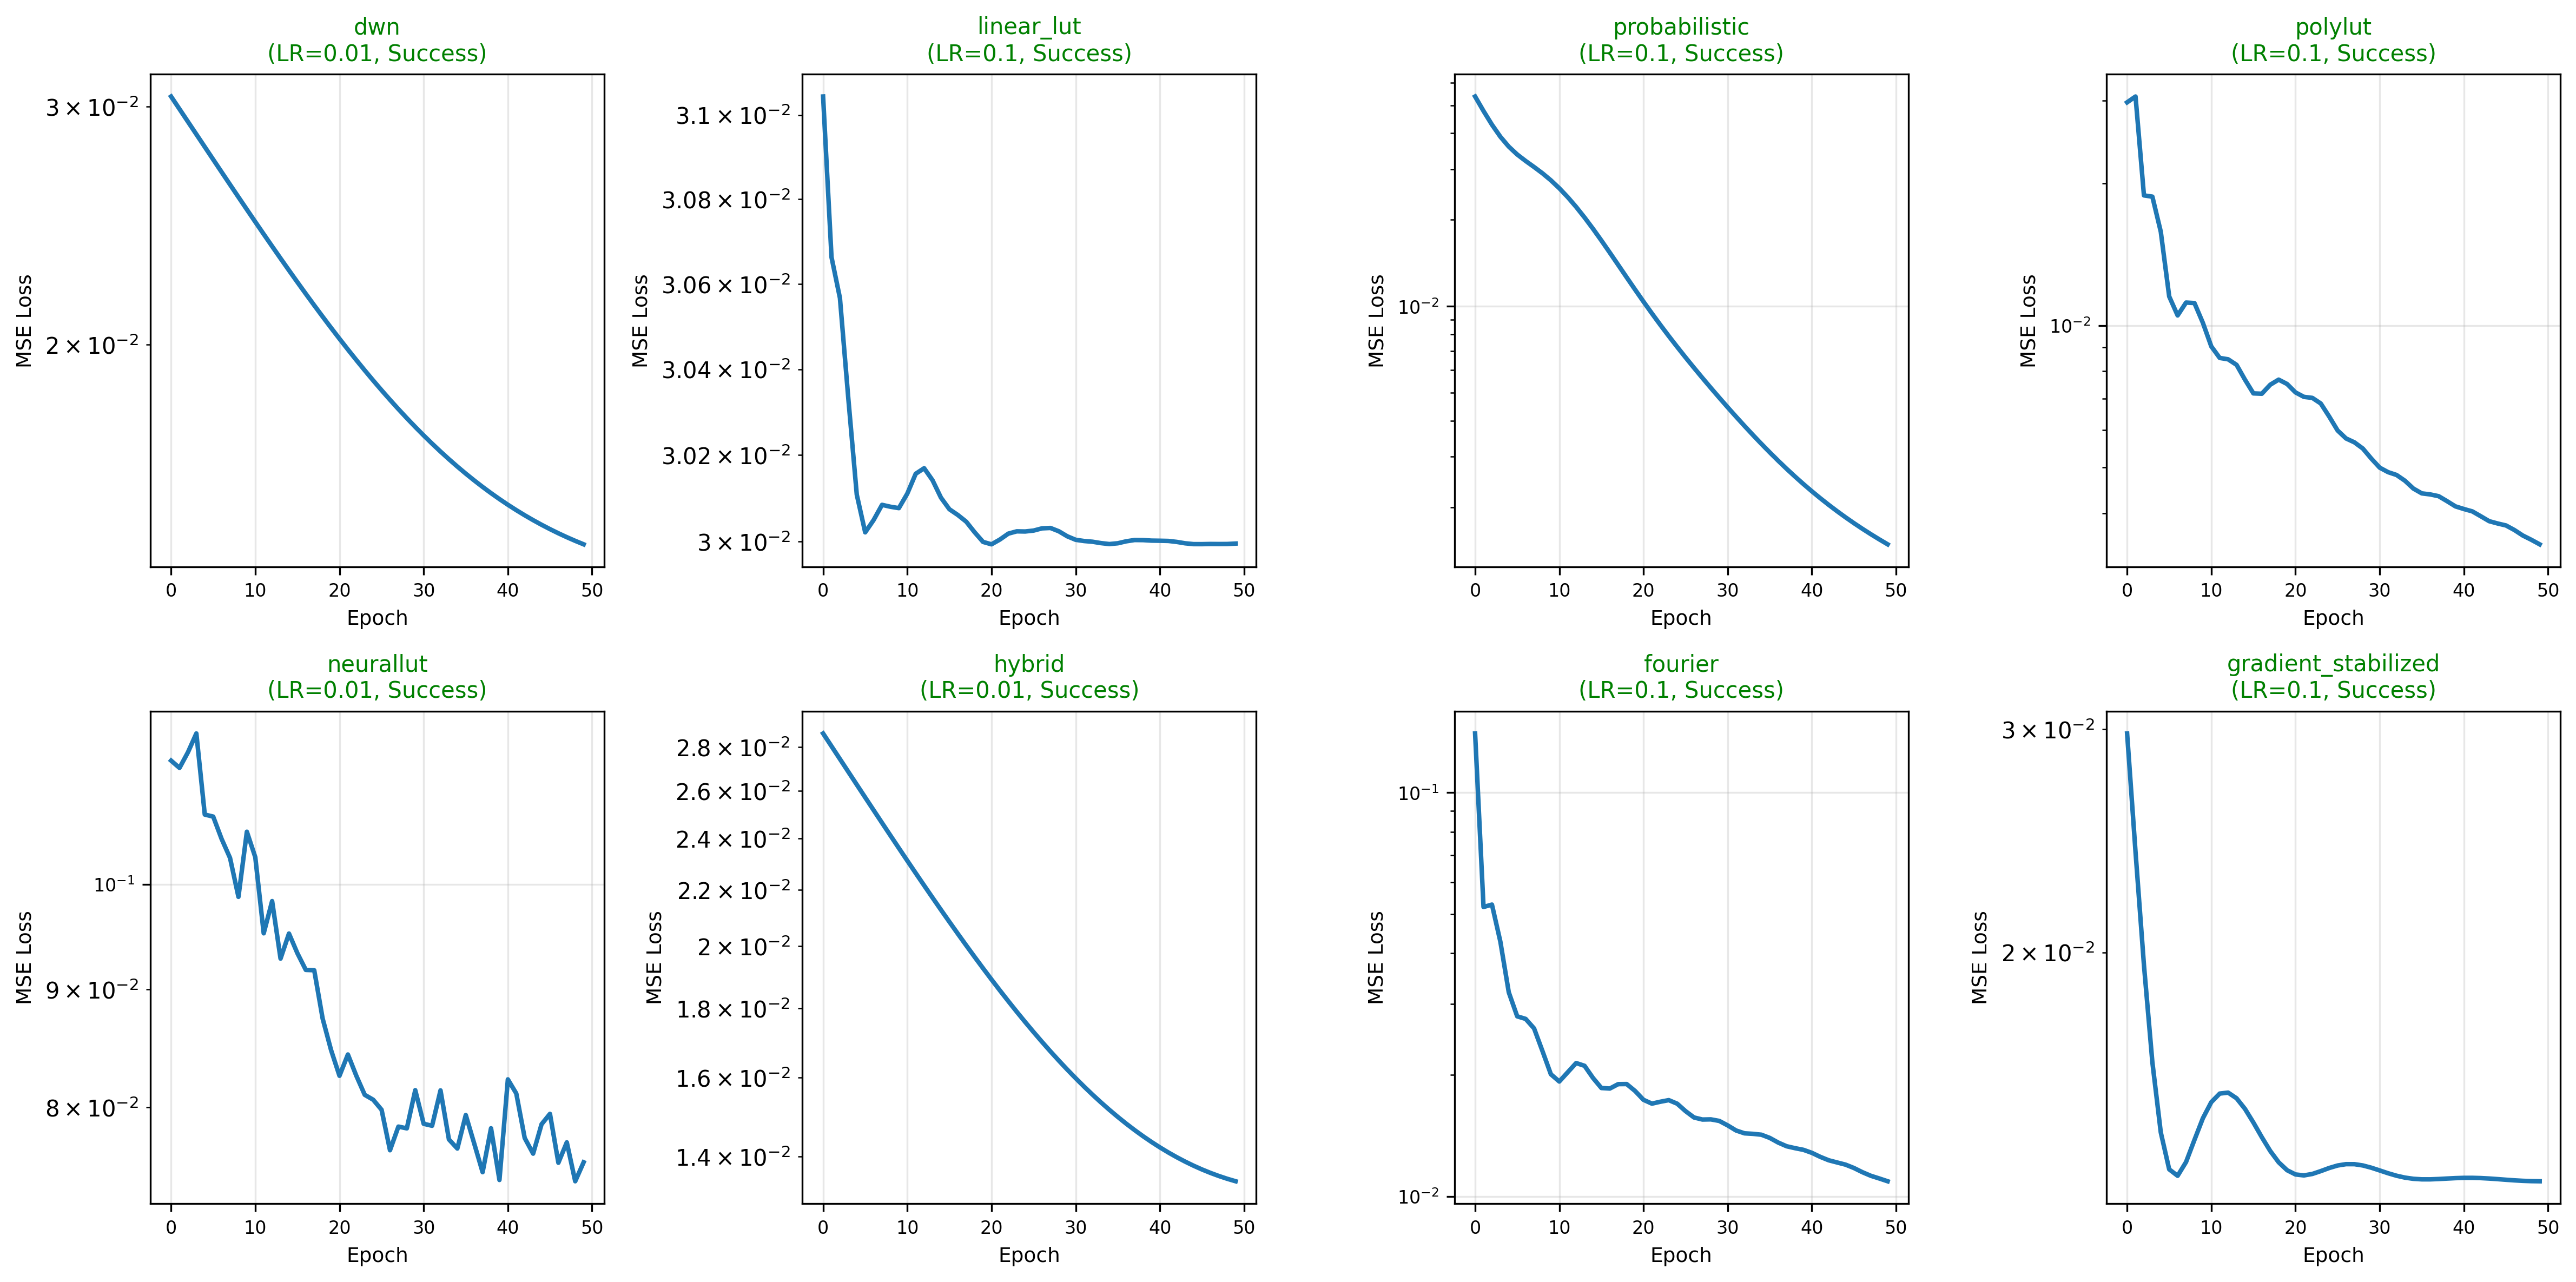 dwn
(LR=0.01, Success)
MSE Loss
3 × 10⁻²
2 × 10⁻²
0 10 20 30 40 50
Epoch
linear_lut
(LR=0.1, Success)
MSE Loss
3.1 × 10⁻²
3.08 × 10⁻²
3.06 × 10⁻²
3.04 × 10⁻²
3.02 × 10⁻²
3 × 10⁻²
0 10 20 30 40 50
Epoch
probabilistic
(LR=0.1, Success)
MSE Loss
10⁻²
0 10 20 30 40 50
Epoch
polylut
(LR=0.1, Success)
MSE Loss
10⁻²
0 10 20 30 40 50
Epoch
neurallut
(LR=0.01, Success)
MSE Loss
10⁻¹
9 × 10⁻²
8 × 10⁻²
0 10 20 30 40 50
Epoch
hybrid
(LR=0.01, Success)
MSE Loss
2.8 × 10⁻²
2.6 × 10⁻²
2.4 × 10⁻²
2.2 × 10⁻²
2 × 10⁻²
1.8 × 10⁻²
1.6 × 10⁻²
1.4 × 10⁻²
0 10 20 30 40 50
Epoch
fourier
(LR=0.1, Success)
MSE Loss
10⁻¹
10⁻²
0 10 20 30 40 50
Epoch
gradient_stabilized
(LR=0.1, Success)
MSE Loss
3 × 10⁻²
2 × 10⁻²
0 10 20 30 40 50
Epoch